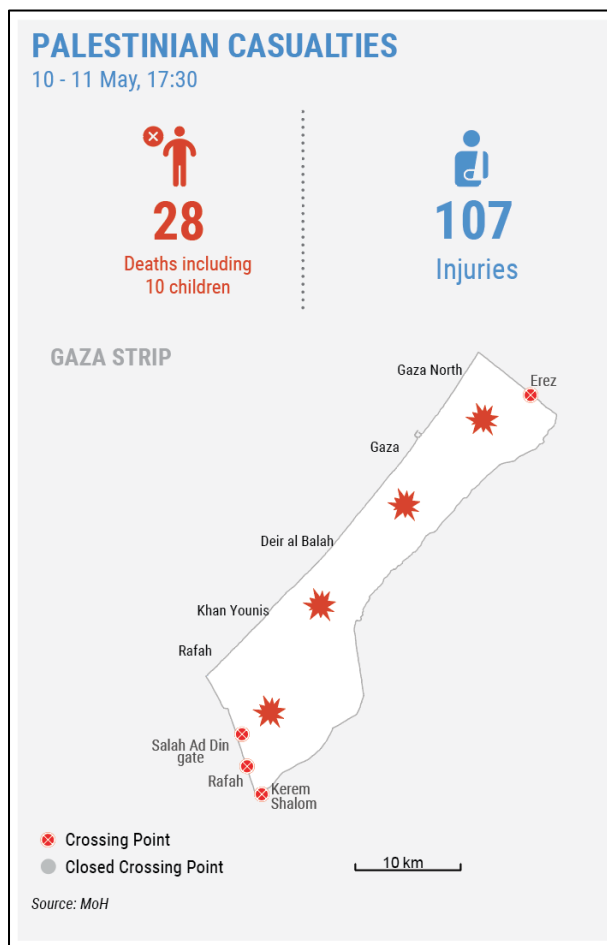 PALESTINIAN CASUALTIES
10 - 11 May, 17:30
28
Deaths including
10 children
107
Injuries
GAZA STRIP
Gaza North
Erez
Gaza
Deir al Balah
Khan Younis
Rafah
Salah Ad Din
gate
Rafah
Kerem
Shalom
Crossing Point
Closed Crossing Point
10 km
Source: MoH